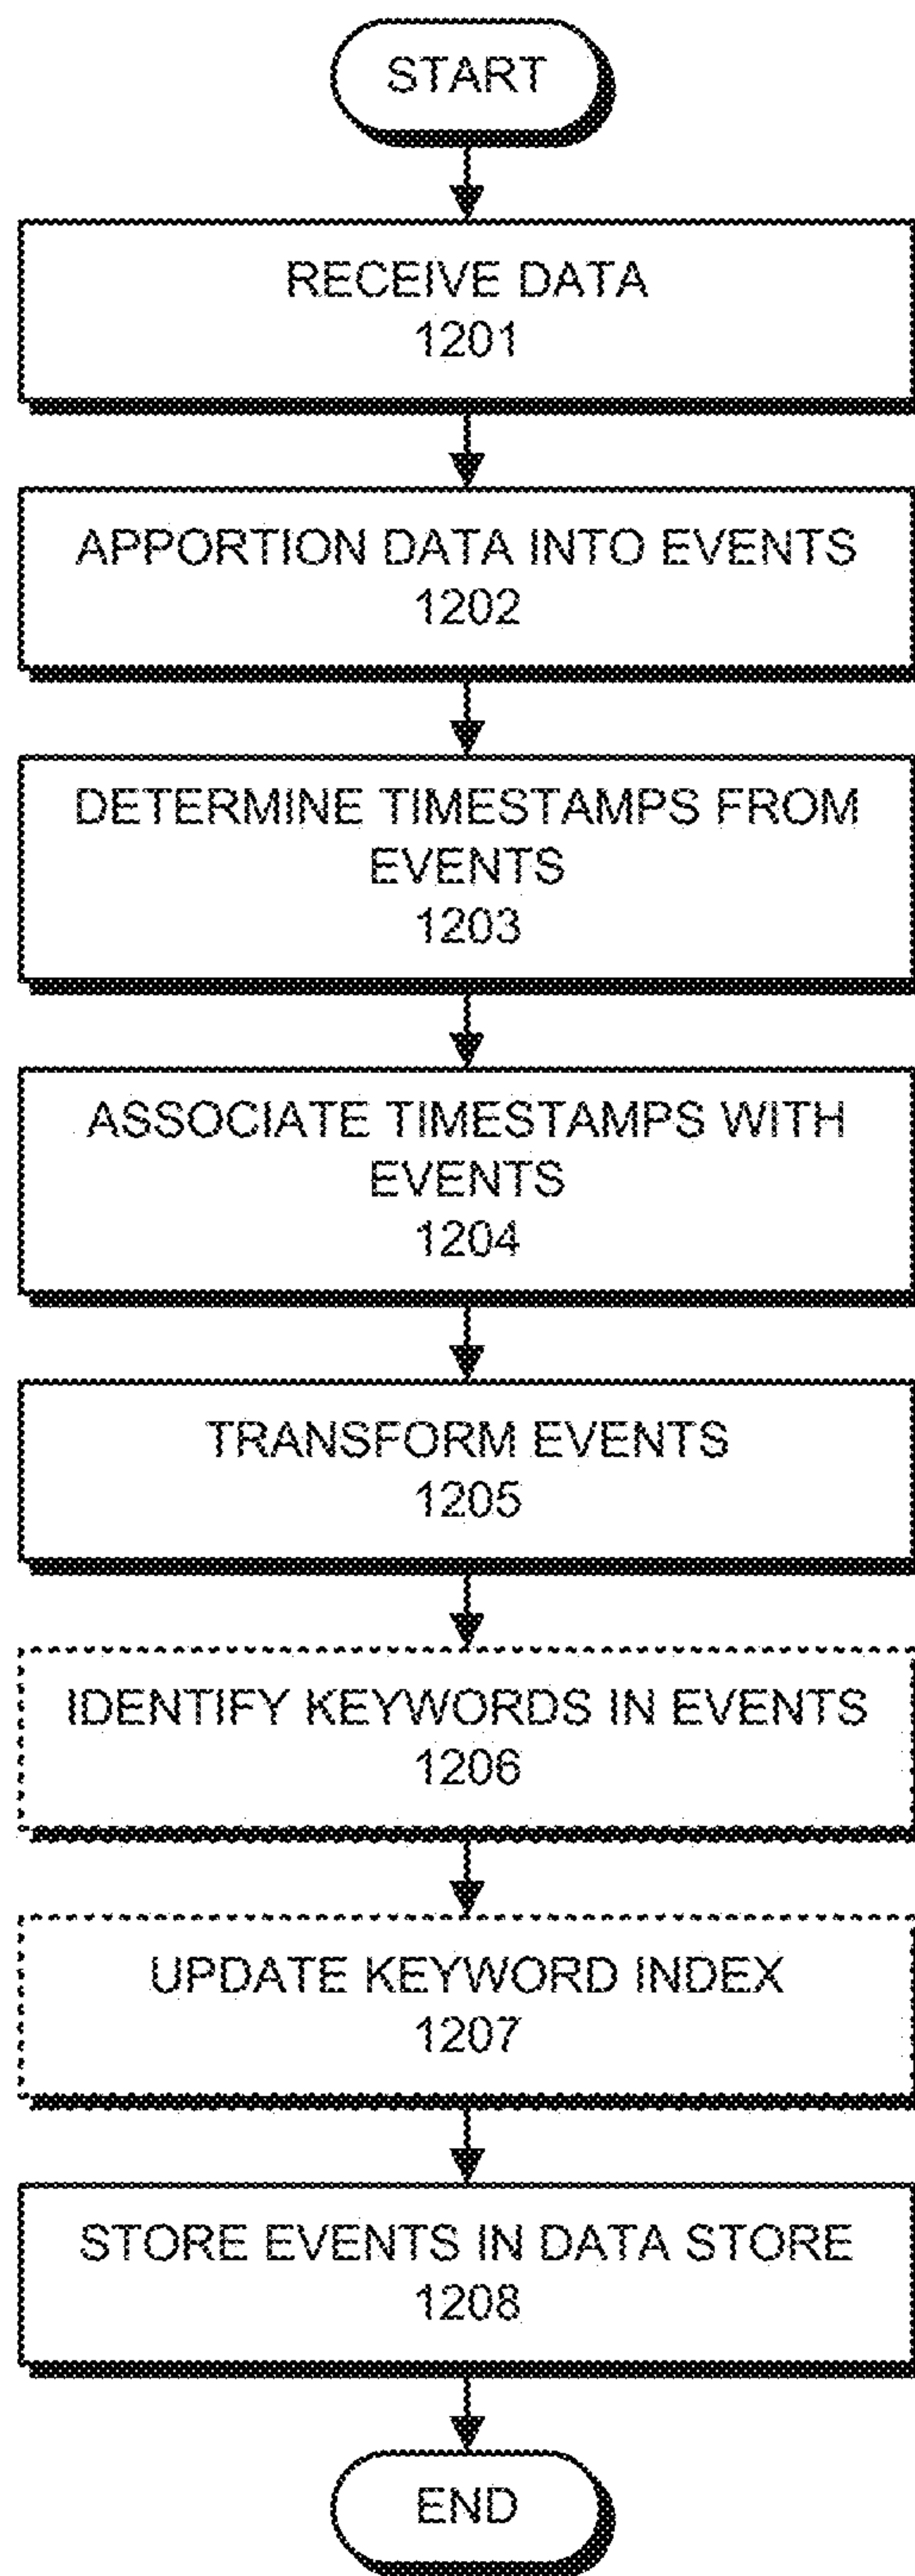 START
RECEIVE DATA
1201
APPORTION DATA INTO EVENTS
1202
DETERMINE TIMESTAMPS FROM
EVENTS
1203
ASSOCIATE TIMESTAMPS WITH
EVENTS
1204
TRANSFORM EVENTS
1205
IDENTIFY KEYWORDS IN EVENTS
1206
UPDATE KEYWORD INDEX
1207
STORE EVENTS IN DATA STORE
1208
END